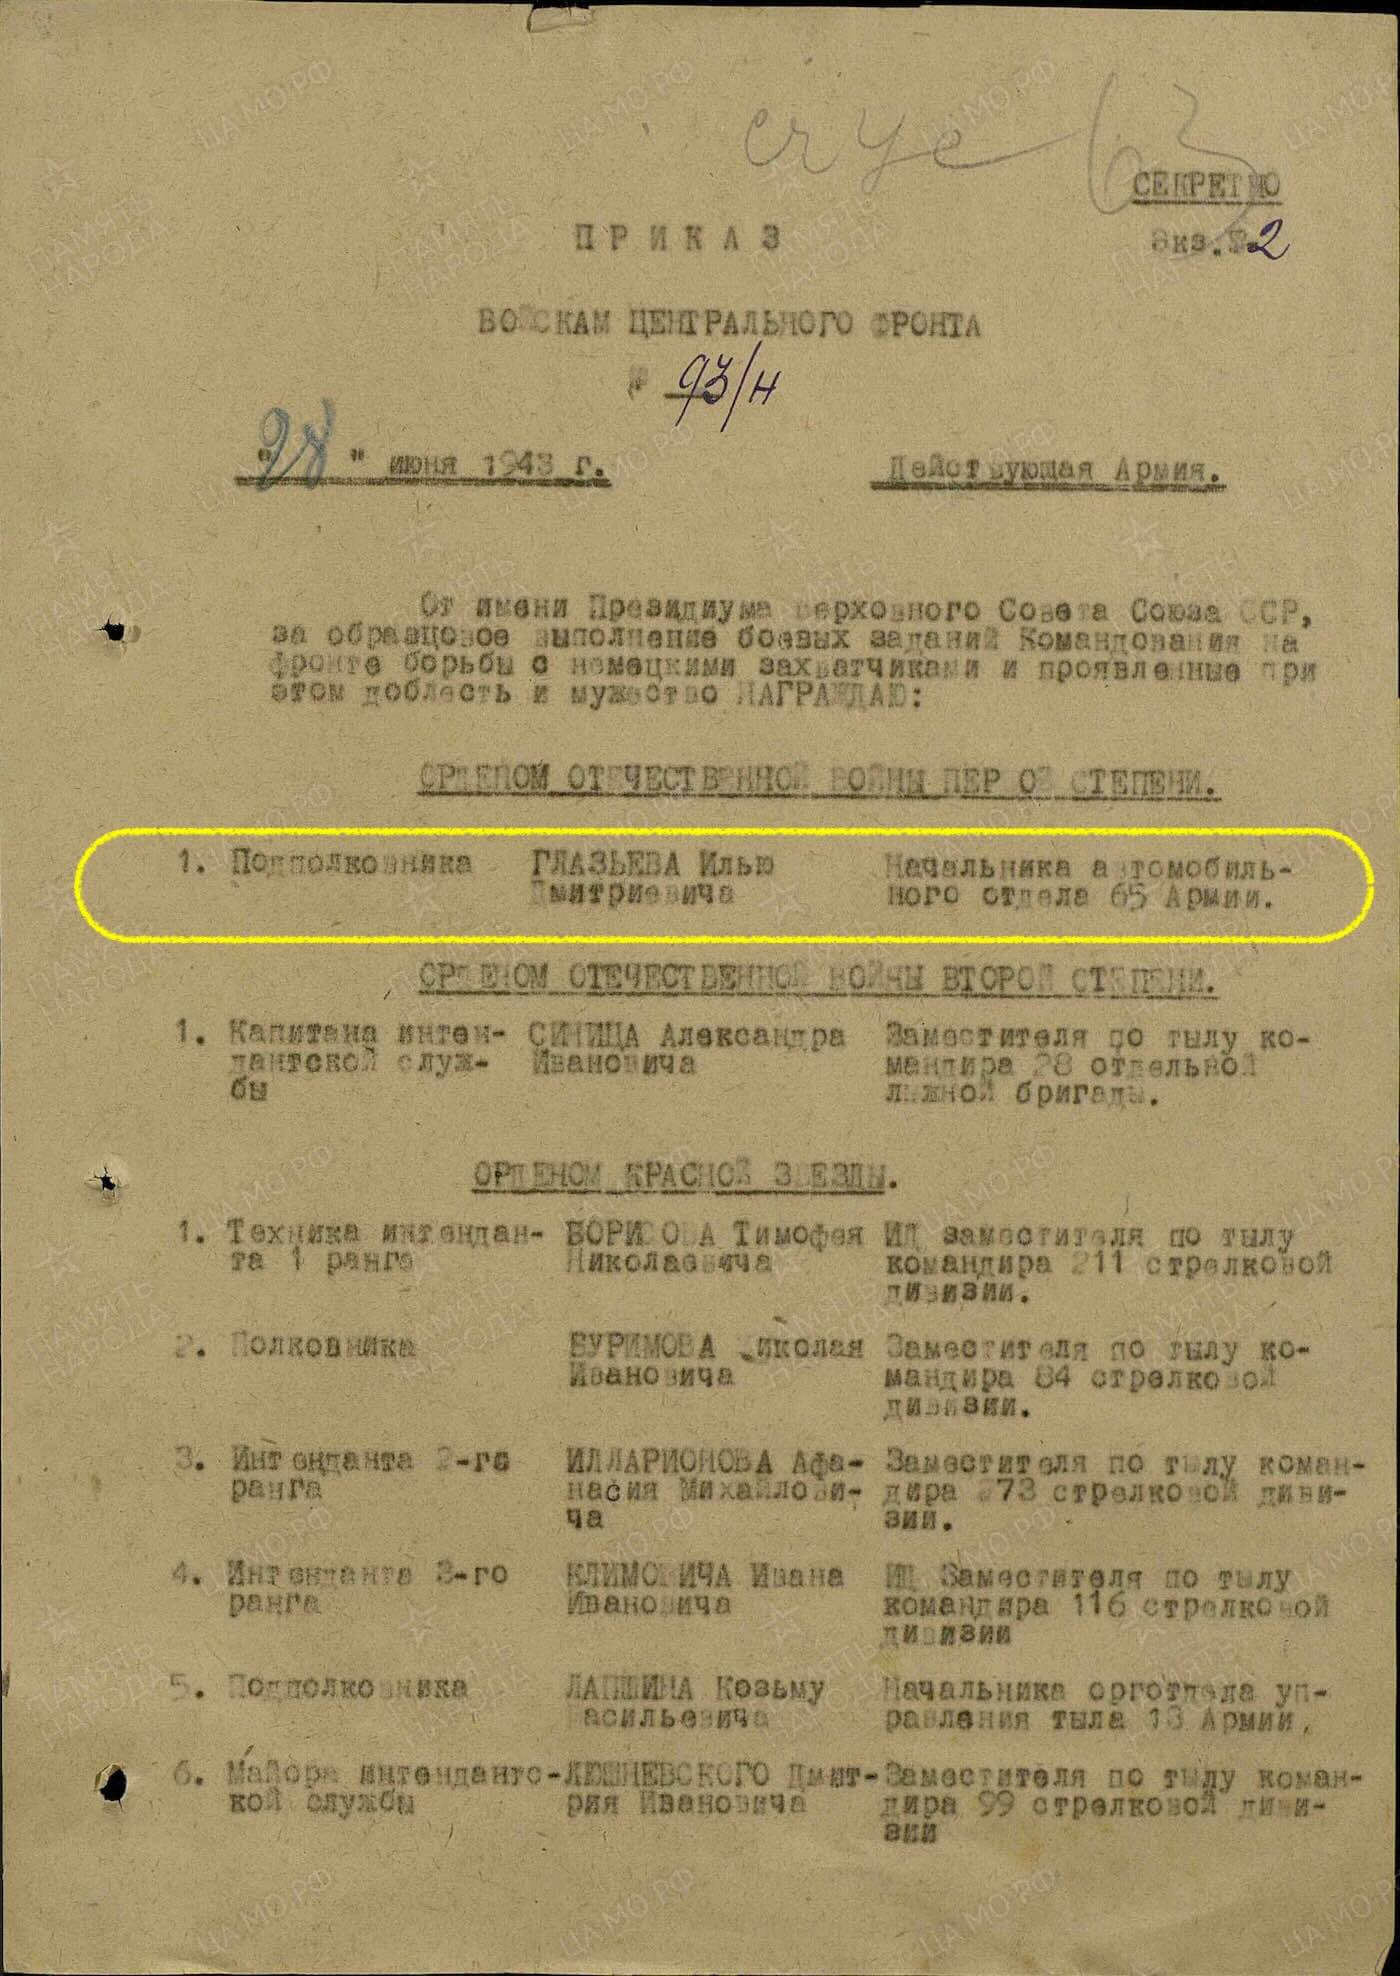 СЕКРЕТНО
Экз.№2
ПРИКАЗ
ВОЙСКАМ ЦЕНТРАЛЬНОГО ФРОНТА
№ 93/Н
"28" июня 1943 г. Действующая Армия.
От имени Президиума Верховного Совета Союза ССР,
за образцовое выполнение боевых заданий Командования на
фронте борьбы с немецкими захватчиками и проявленные при
этом доблесть и мужество НАГРАЖДАЮ:
ОРДЕНОМ ОТЕЧЕСТВЕННОЙ ВОЙНЫ ПЕРВОЙ СТЕПЕНИ.
1. Подполковника ГЛАЗЬЕВА Илью Начальника автомобиль-
Дмитриевича ного отдела 65 Армии.
ОРДЕНОМ ОТЕЧЕСТВЕННОЙ ВОЙНЫ ВТОРОЙ СТЕПЕНИ.
1. Капитана интен- СИНИЦА Александра Заместителя по тылу ко-
дантской служ- Ивановича мандира 28 отдельной
бы лыжной бригады.
ОРДЕНОМ КРАСНОЙ ЗВЕЗДЫ.
1. Техника интендан- БОРИСОВА Тимофея ИД заместителя по тылу
та 1 ранга Николаевича командира 211 стрелковой
дивизии.
2. Полковника БУРИМОВА Николая Заместителя по тылу ко-
Ивановича мандира 84 стрелковой
дивизии.
3. Интенданта 2-го ИЛЛАРИОНОВА Афа- Заместителя по тылу коман-
ранга насия Михайлови- дира 273 стрелковой диви-
ча зии.
4. Интенданта 3-го КЛИМОВИЧА Ивана ИД Заместителя по тылу
ранга Ивановича командира 116 стрелковой
дивизии
5. Подполковника ЛАПШИНА Козьму Начальника орготдела уп-
Васильевича равления тыла 13 Армии.
6. Майора интендантс- ЛЕШНЕВСКОГО Дмит- Заместителя по тылу коман-
кой службы рия Ивановича дира 99 стрелковой диви-
зии